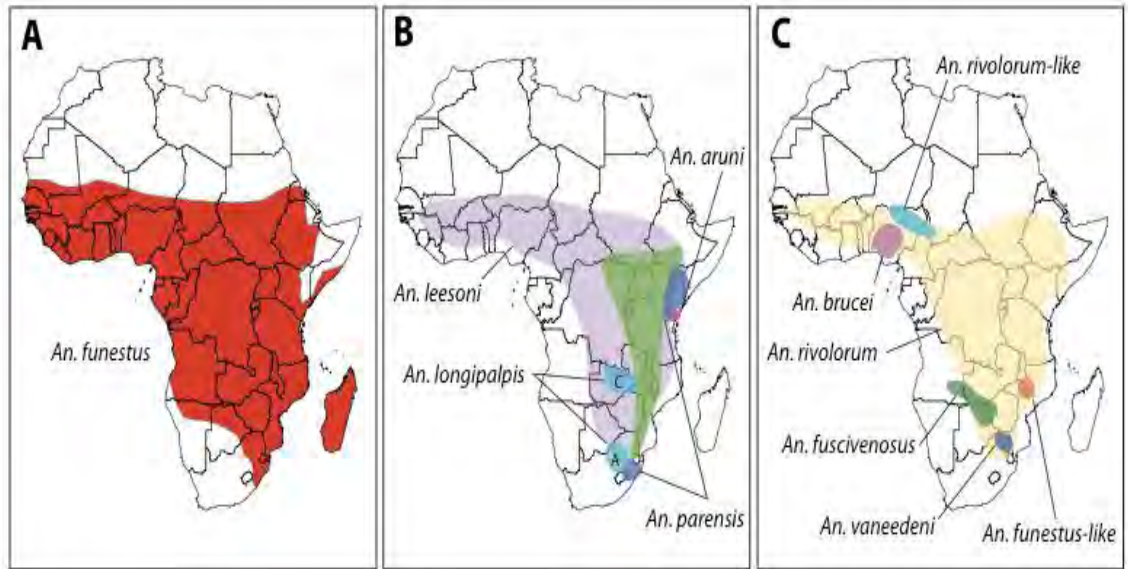 A
An. funestus
B
An. aruni
An. leesoni
An. longipalpis
C
A
An. parensis
C
An. rivolorum-like
An. brucei
An. rivolorum
An. fuscivenosus
An. vaneedeni
An. funestus-like